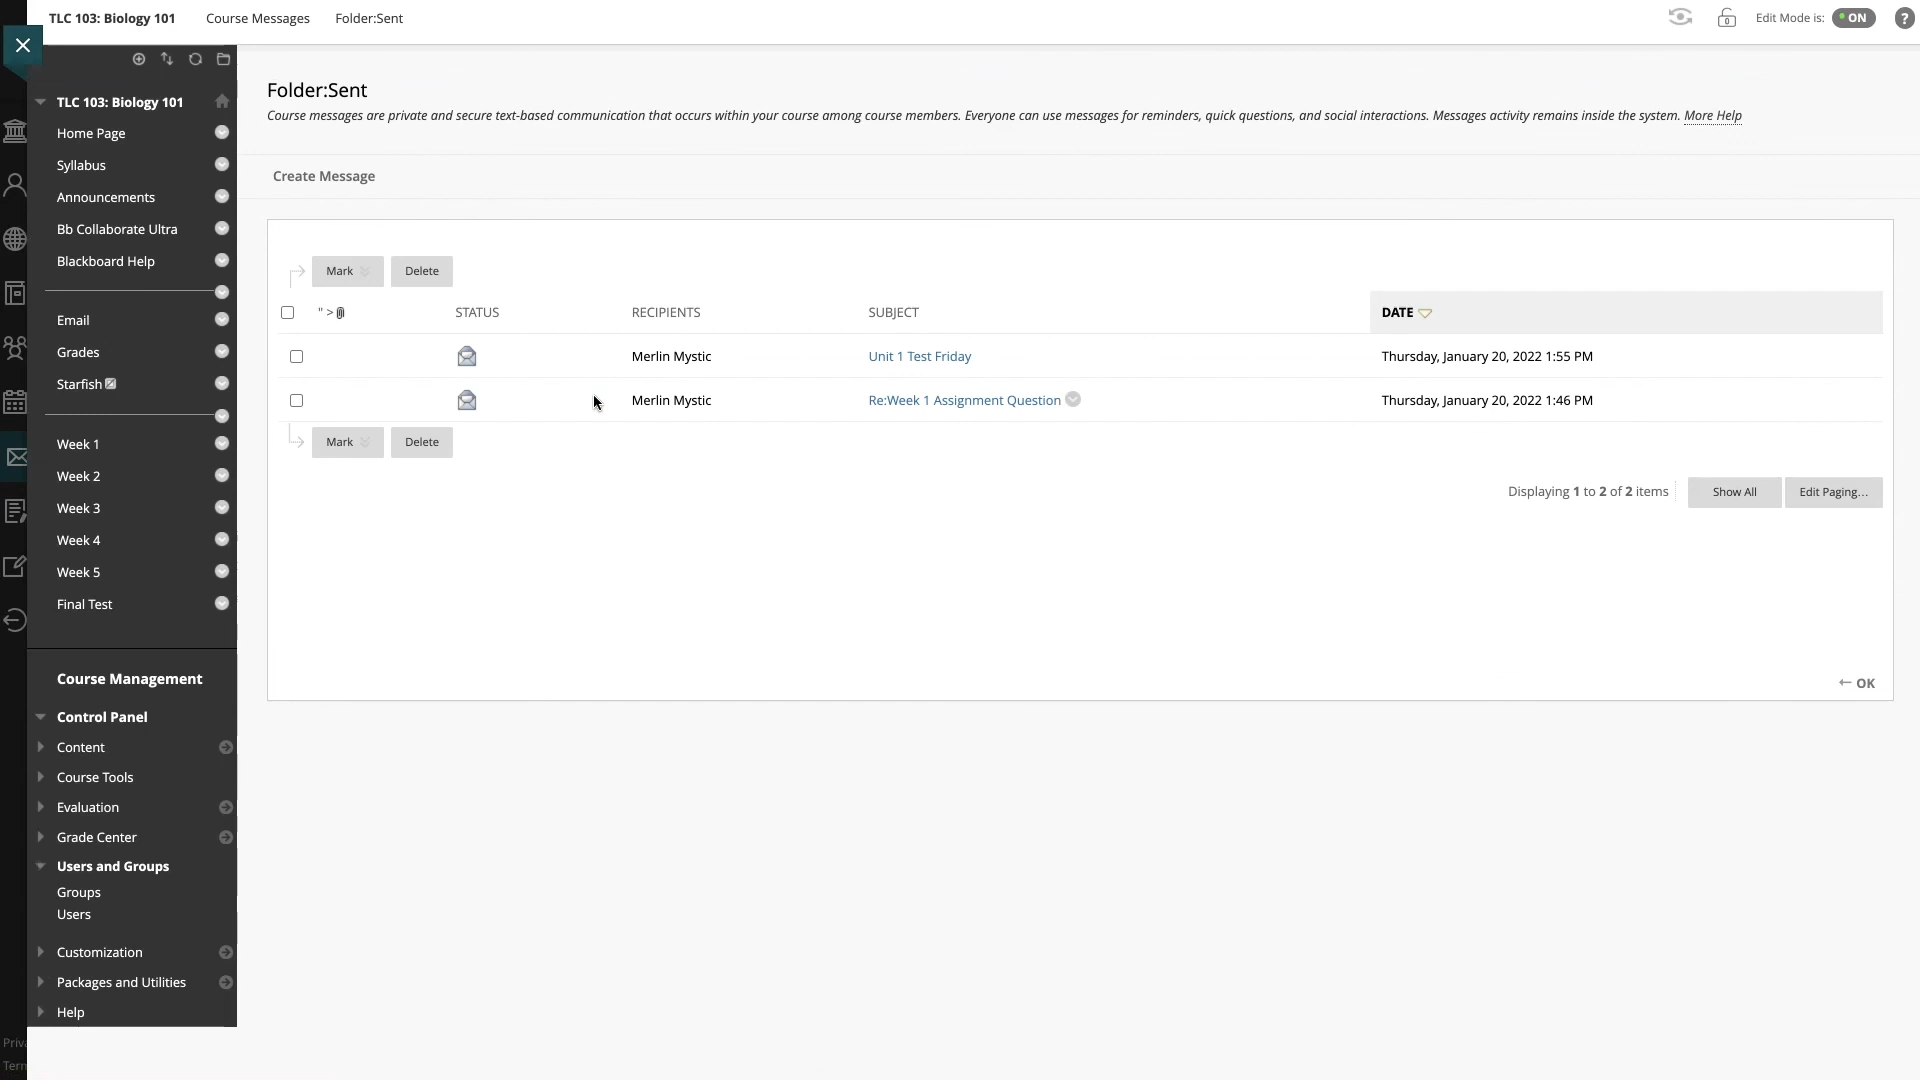 TLC 103: Biology 101 Course Messages Folder:Sent
Edit Mode is: ON ?
TLC 103: Biology 101
Home Page
Syllabus
Announcements
Bb Collaborate Ultra
Blackboard Help
Email
Grades
Starfish
Week 1
Week 2
Week 3
Week 4
Week 5
Final Test
Course Management
Control Panel
Content
Course Tools
Evaluation
Grade Center
Users and Groups
Groups
Users
Customization
Packages and Utilities
Help
Priva
Term
Folder:Sent
Course messages are private and secure text-based communication that occurs within your course among course members. Everyone can use messages for reminders, quick questions, and social interactions. Messages activity remains inside the system. More Help
Create Message
Mark Delete
" > STATUS RECIPIENTS SUBJECT DATE
Merlin Mystic Unit 1 Test Friday Thursday, January 20, 2022 1:55 PM
Merlin Mystic Re:Week 1 Assignment Question Thursday, January 20, 2022 1:46 PM
Mark Delete
Displaying 1 to 2 of 2 items Show All Edit Paging...
← OK